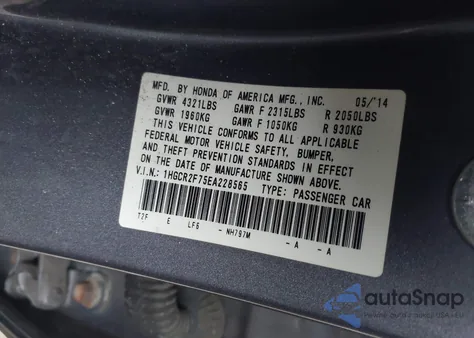 MFD. BY HONDA OF AMERICA MFG., INC. 05/'14
GVWR 4321LBS GAWR F 2315LBS R 2050LBS
GVWR 1960KG GAWR F 1050KG R 930KG
THIS VEHICLE CONFORMS TO ALL APPLICABLE
FEDERAL MOTOR VEHICLE SAFETY, BUMPER,
AND THEFT PREVENTION STANDARDS IN EFFECT
ON THE DATE OF MANUFACTURE SHOWN ABOVE.
V.I.N.: 1HGCR2F75EA228585 TYPE: PASSENGER CAR
T2F E LF6 - NH797M - A - A
autoSnap